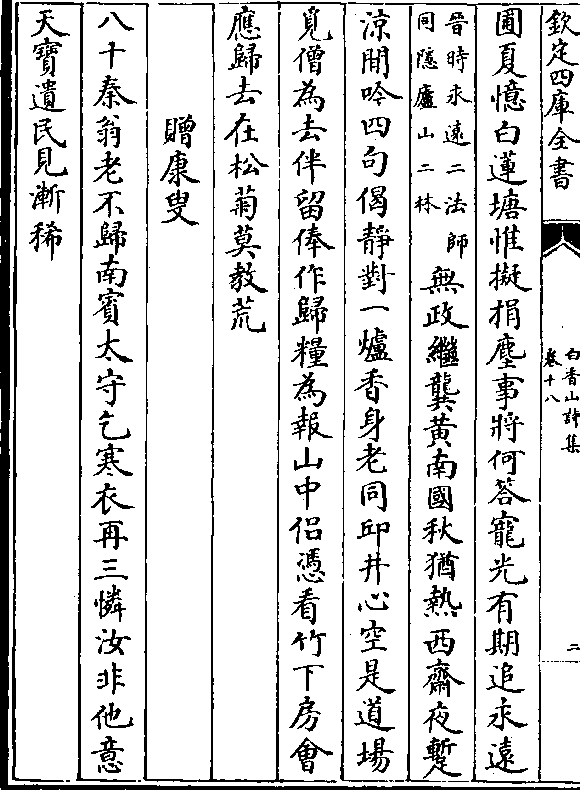 欽定四庫全書
白香山詩集
卷十八
二
圃夏憶白蓮塘惟擬捐塵事將何答寵光有期追永遠
晉時永遠二法師
同隱廬山二林
無政繼龔黃南國秋猶熱西齋夜蹔
涼閒吟四句偈靜對一爐香身老同邱井心空是道場
覓僧為去伴留俸作歸糧為報山中侣憑看竹下房會
應歸去在松菊莫教荒
贈康叟
八十秦翁老不歸南賓太守乞寒衣再三憐汝非他意
天寶遺民見漸稀